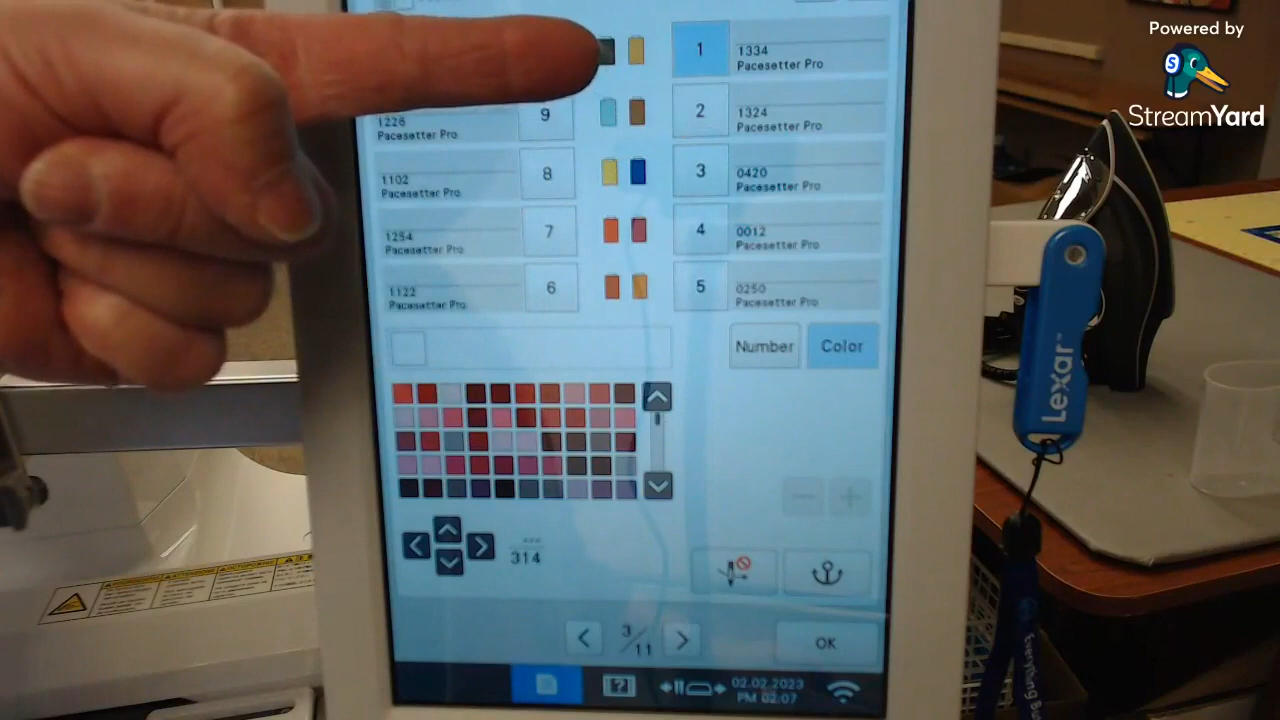 Powered by
StreamYard
1 1334
Pacesetter Pro
1226 9
Pacesetter Pro
2 1324
Pacesetter Pro
1102 8
Pacesetter Pro
3 0420
Pacesetter Pro
1254 7
Pacesetter Pro
4 0012
Pacesetter Pro
1122 6
Pacesetter Pro
5 0250
Pacesetter Pro
Number Color
314
3/11
OK
02.02.2023
PM 02:07
Lexar™